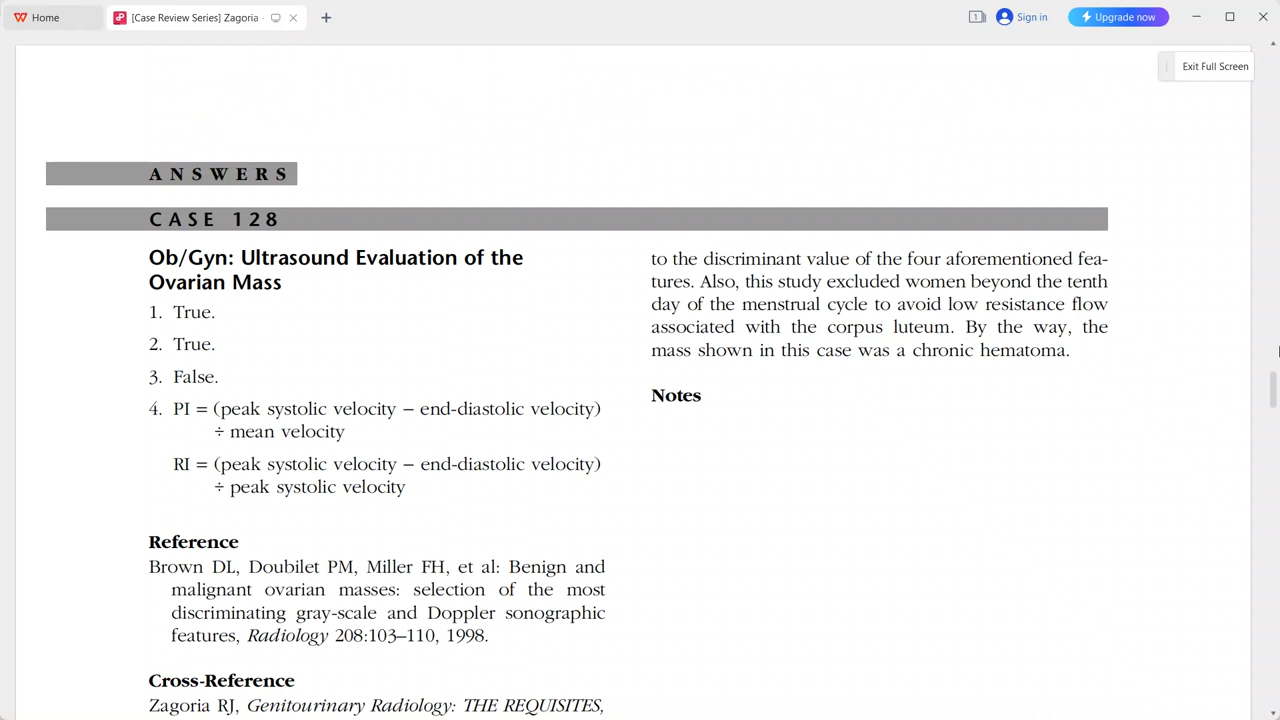 Home
[Case Review Series] Zagoria
Sign in
Upgrade now
Exit Full Screen
ANSWERS
CASE 128
Ob/Gyn: Ultrasound Evaluation of the
Ovarian Mass
1. True.
2. True.
3. False.
4. PI = (peak systolic velocity − end-diastolic velocity)
÷ mean velocity
RI = (peak systolic velocity − end-diastolic velocity)
÷ peak systolic velocity
Reference
Brown DL, Doubilet PM, Miller FH, et al: Benign and
malignant ovarian masses: selection of the most
discriminating gray-scale and Doppler sonographic
features, Radiology 208:103–110, 1998.
Cross-Reference
Zagoria RJ, Genitourinary Radiology: THE REQUISITES,
to the discriminant value of the four aforementioned fea-
tures. Also, this study excluded women beyond the tenth
day of the menstrual cycle to avoid low resistance flow
associated with the corpus luteum. By the way, the
mass shown in this case was a chronic hematoma.
Notes